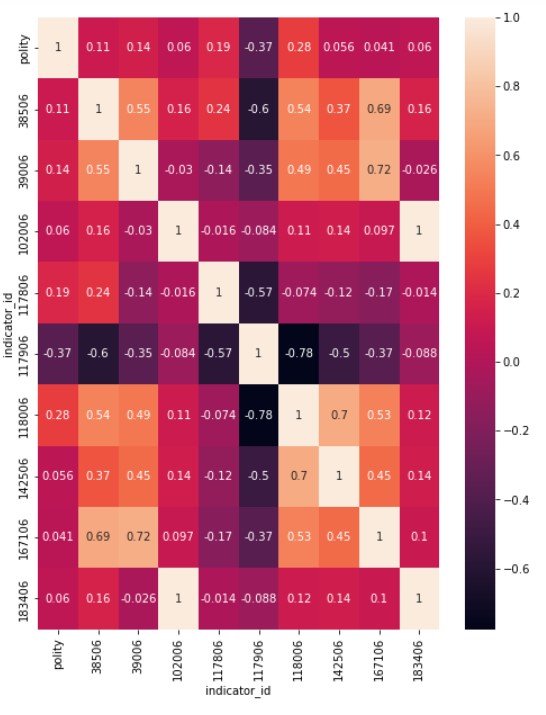 1.0
polity 1 0.11 0.14 0.06 0.19 -0.37 0.28 0.056 0.041 0.06
0.8
38506 0.11 1 0.55 0.16 0.24 -0.6 0.54 0.37 0.69 0.16
0.6
39006 0.14 0.55 1 -0.03 -0.14 -0.35 0.49 0.45 0.72 -0.026
0.4
102006 0.06 0.16 -0.03 1 -0.016 -0.084 0.11 0.14 0.097 1
0.2
117806 0.19 0.24 -0.14 -0.016 1 -0.57 -0.074 -0.12 -0.17 -0.014
indicator_id
0.0
117906 -0.37 -0.6 -0.35 -0.084 -0.57 1 -0.78 -0.5 -0.37 -0.088
-0.2
118006 0.28 0.54 0.49 0.11 -0.074 -0.78 1 0.7 0.53 0.12
142506 0.056 0.37 0.45 0.14 -0.12 -0.5 0.7 1 0.45 0.14
-0.4
167106 0.041 0.69 0.72 0.097 -0.17 -0.37 0.53 0.45 1 0.1
-0.6
183406 0.06 0.16 -0.026 1 -0.014 -0.088 0.12 0.14 0.1 1
polity 38506 39006 102006 117806 117906 118006 142506 167106 183406
indicator_id